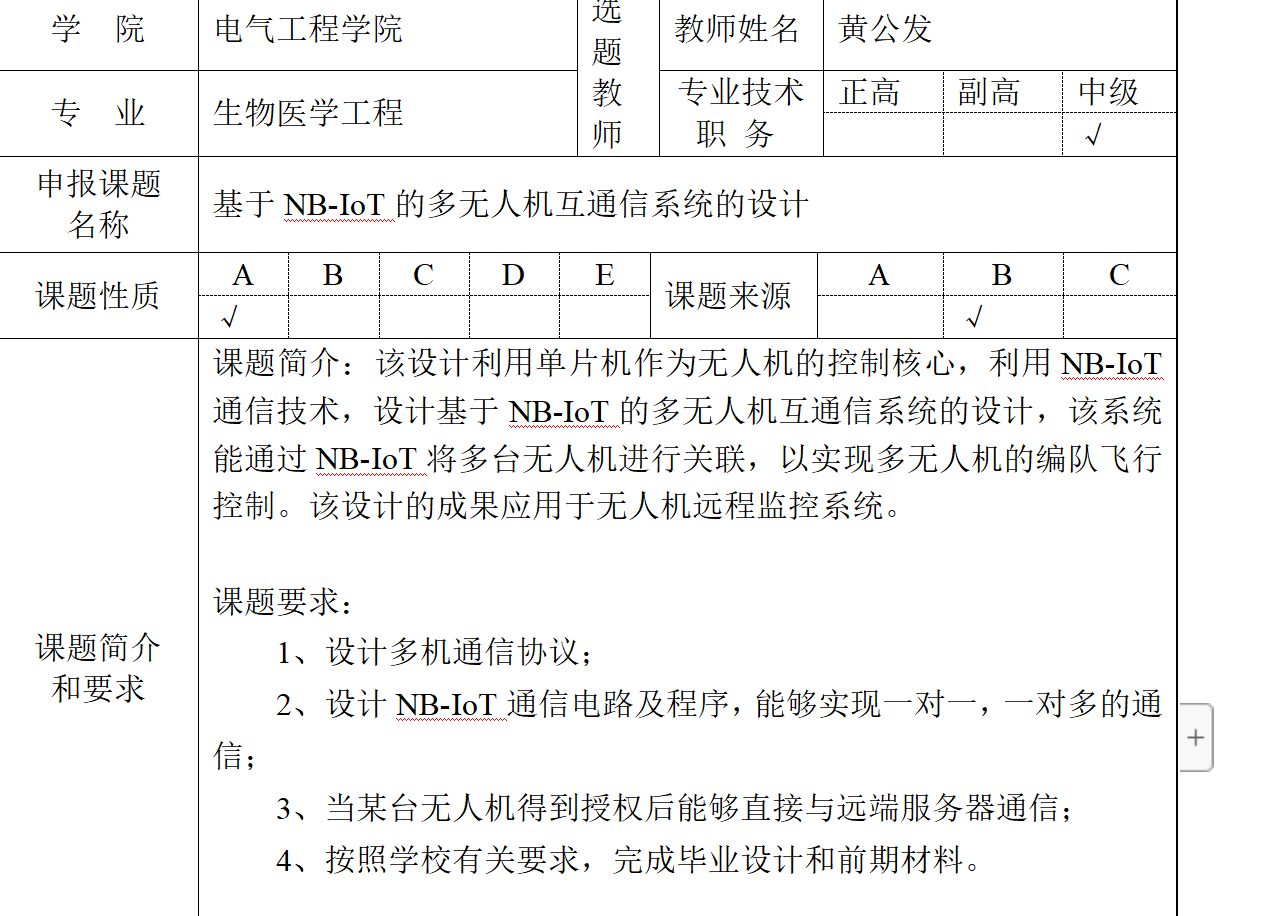 学 院 电气工程学院 选题教师 教师姓名 黄公发
专 业 生物医学工程 专业技术职 务 正高 副高 中级
√
申报课题名称 基于 NB-IoT 的多无人机互通信系统的设计
课题性质 A B C D E 课题来源 A B C
√ √
课题简介和要求
课题简介：该设计利用单片机作为无人机的控制核心，利用 NB-IoT
通信技术，设计基于 NB-IoT 的多无人机互通信系统的设计，该系统
能通过 NB-IoT 将多台无人机进行关联，以实现多无人机的编队飞行
控制。该设计的成果应用于无人机远程监控系统。
课题要求：
1、设计多机通信协议；
2、设计 NB-IoT 通信电路及程序，能够实现一对一，一对多的通
信；
3、当某台无人机得到授权后能够直接与远端服务器通信；
4、按照学校有关要求，完成毕业设计和前期材料。